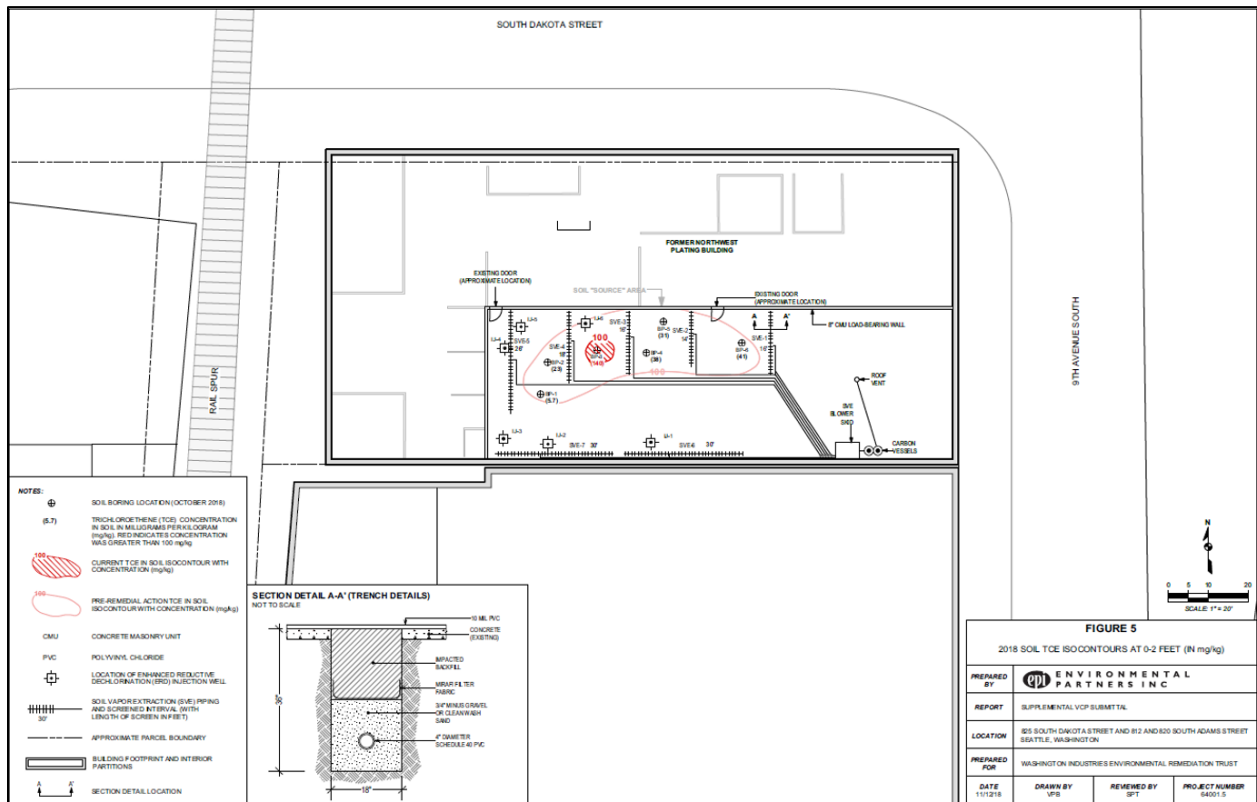 SOUTH DAKOTA STREET
RAIL SPUR
9TH AVENUE SOUTH
FORMER NORTHWEST
PLATING BUILDING
EXISTING DOOR
(APPROXIMATE LOCATION)
SOIL "SOURCE" AREA
EXISTING DOOR
(APPROXIMATE LOCATION)
8" CMU LOAD-BEARING WALL
IJ-5
IJ-6
IJ-4
SVE-5
26'
SVE-4
18'
SVE-3
16'
SVE-2
14'
SVE-1
16'
A A'
100
(140)
BP-5
(31)
BP-4
(38)
BP-6
(41)
BP-2
(23)
BP-1
(5.7)
100
IJ-3
IJ-2
IJ-1
SVE-7 30'
SVE-6 30'
ROOF
VENT
SVE
BLOWER
SKID
CARBON
VESSELS
NOTES:
SOIL BORING LOCATION (OCTOBER 2018)
(5.7) TRICHLOROETHENE (TCE) CONCENTRATION
IN SOIL IN MILLIGRAMS PER KILOGRAM
(mg/kg). RED INDICATES CONCENTRATION
WAS GREATER THAN 100 mg/kg
100 CURRENT TCE IN SOIL ISOCONTOUR WITH
CONCENTRATION (mg/kg)
100 PRE-REMEDIAL ACTION TCE IN SOIL
ISOCONTOUR WITH CONCENTRATION (mg/kg)
CMU CONCRETE MASONRY UNIT
PVC POLYVINYL CHLORIDE
LOCATION OF ENHANCED REDUCTIVE
DECHLORINATION (ERD) INJECTION WELL
30' SOIL VAPOR EXTRACTION (SVE) PIPING
AND SCREENED INTERVAL (WITH
LENGTH OF SCREEN IN FEET)
APPROXIMATE PARCEL BOUNDARY
BUILDING FOOTPRINT AND INTERIOR
PARTITIONS
A A' SECTION DETAIL LOCATION
SECTION DETAIL A-A' (TRENCH DETAILS)
NOT TO SCALE
10 MIL PVC
CONCRETE
(EXISTING)
IMPACTED
BACKFILL
MIRAFI FILTER
FABRIC
3/4" MINUS GRAVEL
OR CLEAN WASH
SAND
4" DIAMETER
SCHEDULE 40 PVC
36"
18"
N
0 5 10 20
SCALE: 1" = 20'
FIGURE 5
2018 SOIL TCE ISOCONTOURS AT 0-2 FEET (IN mg/kg)
PREPARED
BY
epi ENVIRONMENTAL
PARTNERS INC
REPORT SUPPLEMENTAL VCP SUBMITTAL
LOCATION 825 SOUTH DAKOTA STREET AND 812 AND 820 SOUTH ADAMS STREET
SEATTLE, WASHINGTON
PREPARED
FOR
WASHINGTON INDUSTRIES ENVIRONMENTAL REMEDIATION TRUST
DATE
11/12/18
DRAWN BY
VPB
REVIEWED BY
SPT
PROJECT NUMBER
64001.5